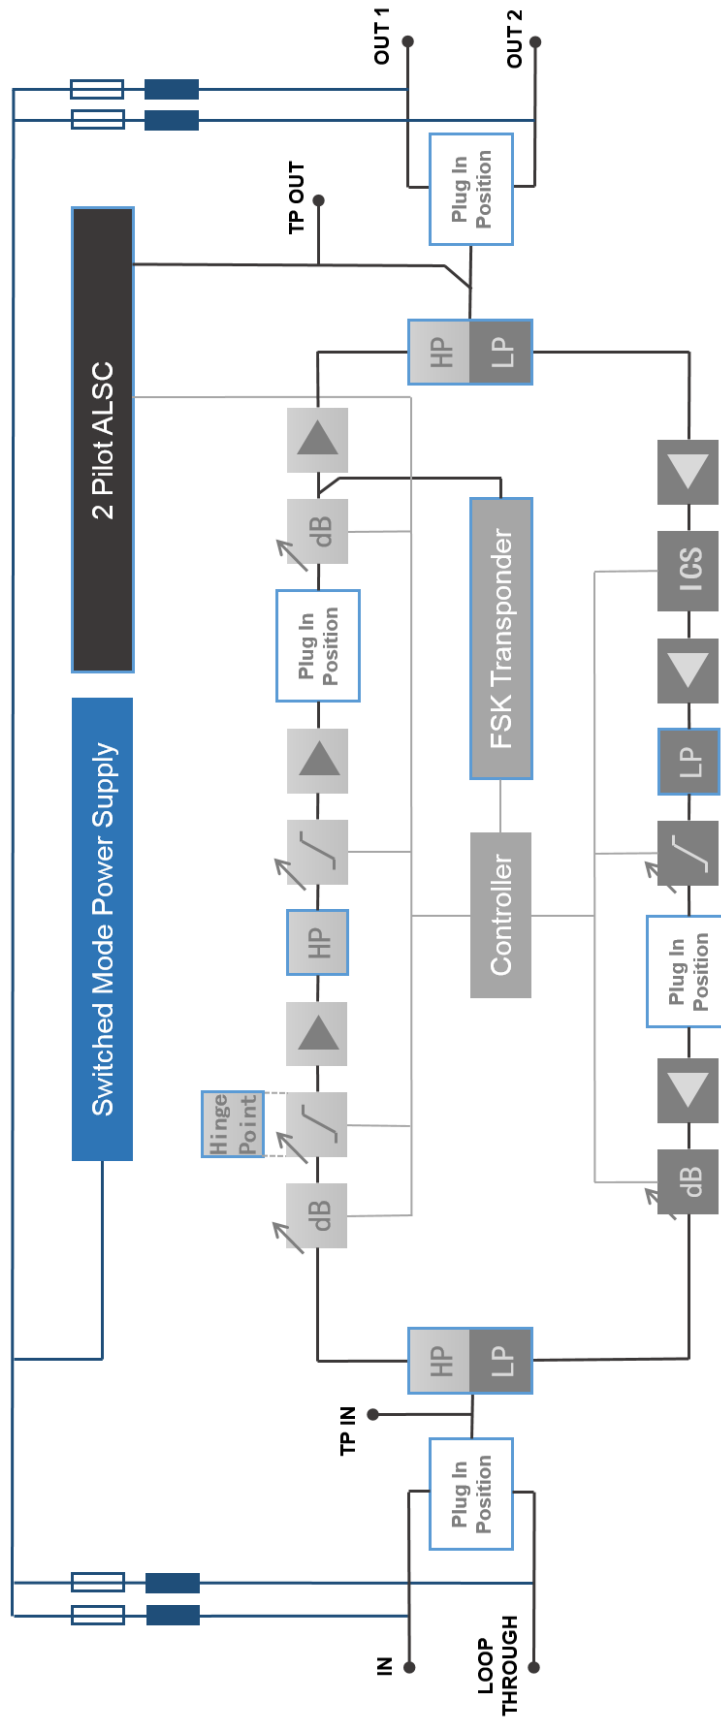 Switched Mode Power Supply
2 Pilot ALSC
IN
LOOP
THROUGH
Plug In
Position
TP IN
HP
LP
dB
Hinge
Point
HP
Plug In
Position
dB
TP OUT
HP
LP
Plug In
Position
OUT 1
OUT 2
Controller
FSK Transponder
dB
Plug In
Position
LP
ICS